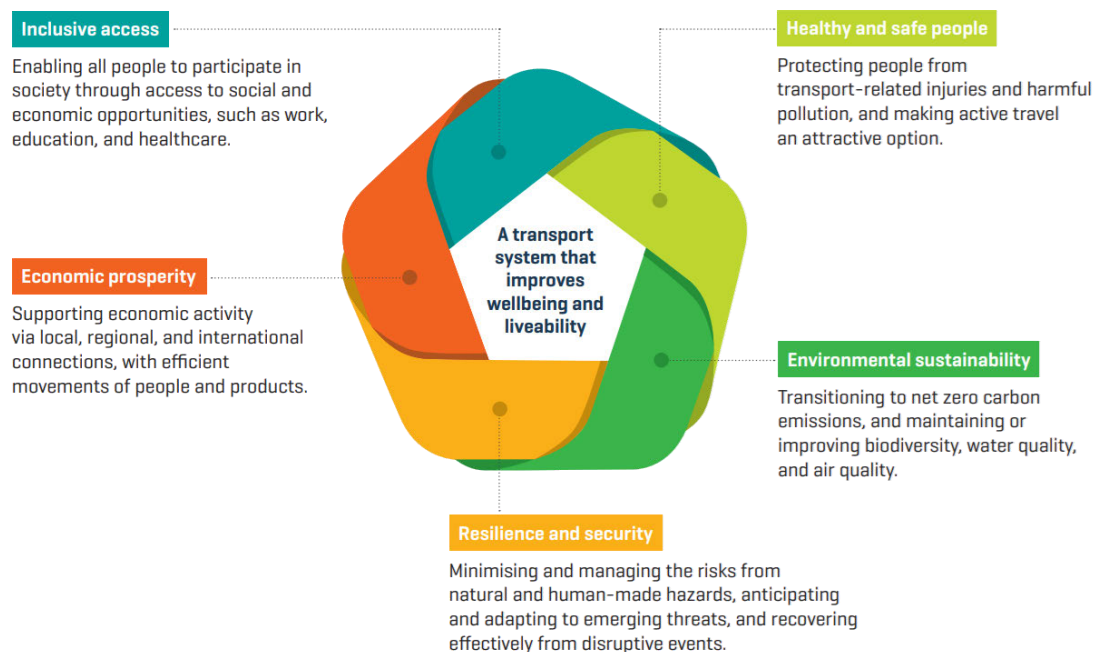 Inclusive access
Enabling all people to participate in
society through access to social and
economic opportunities, such as work,
education, and healthcare.
Healthy and safe people
Protecting people from
transport-related injuries and harmful
pollution, and making active travel
an attractive option.
A transport
system that
improves
wellbeing and
liveability
Economic prosperity
Supporting economic activity
via local, regional, and international
connections, with efficient
movements of people and products.
Environmental sustainability
Transitioning to net zero carbon
emissions, and maintaining or
improving biodiversity, water quality,
and air quality.
Resilience and security
Minimising and managing the risks from
natural and human-made hazards, anticipating
and adapting to emerging threats, and recovering
effectively from disruptive events.